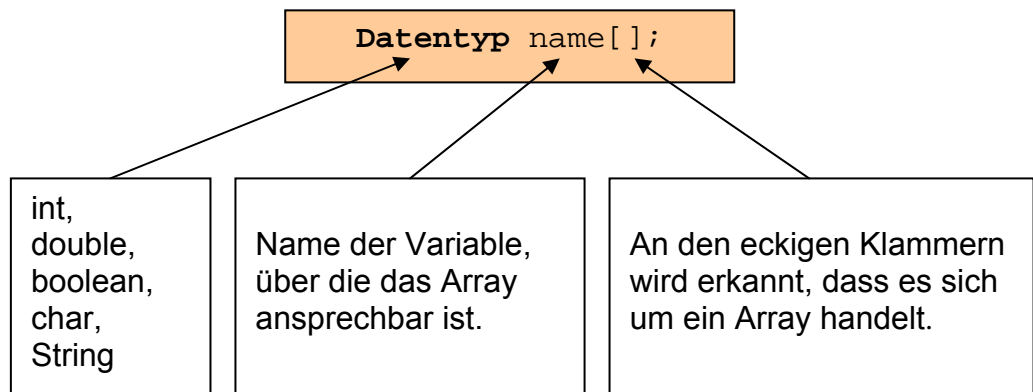 Datentyp name[];
int,
double,
boolean,
char,
String
Name der Variable,
über die das Array
ansprechbar ist.
An den eckigen Klammern
wird erkannt, dass es sich
um ein Array handelt.